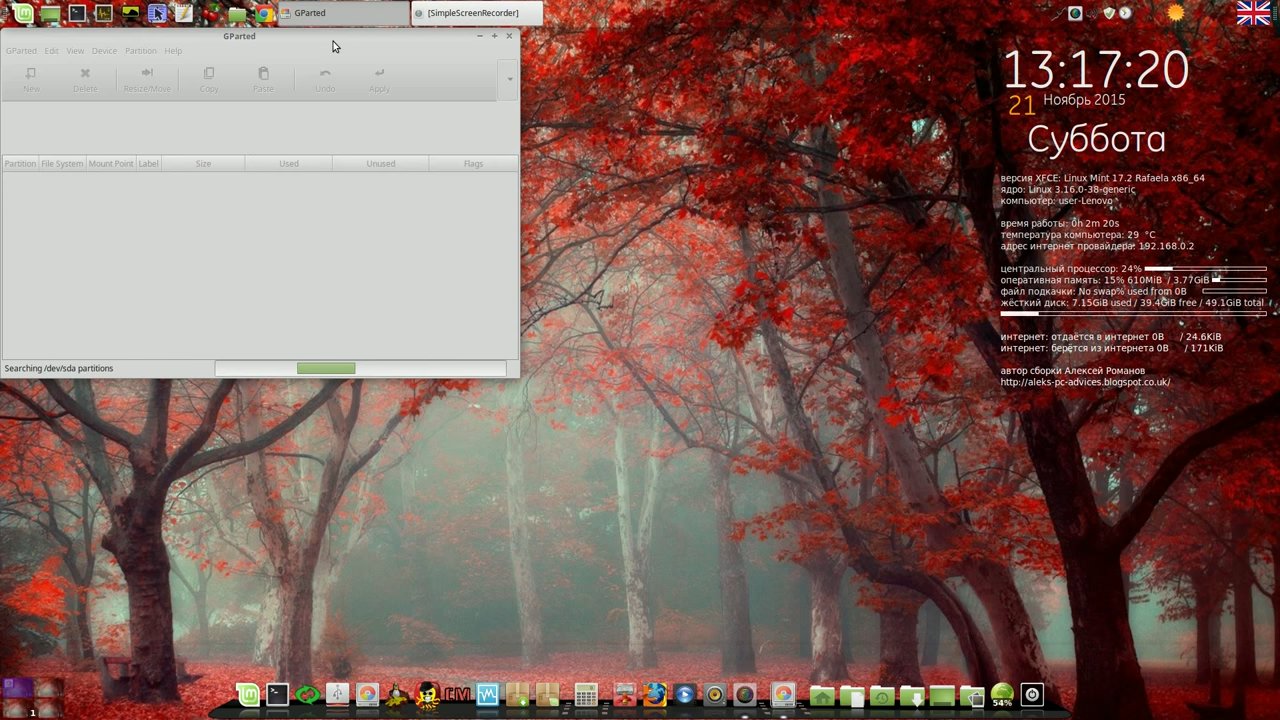 GParted
[SimpleScreenRecorder]
GParted
GParted Edit View Device Partition Help
New Delete Resize/Move Copy Paste Undo Apply
Partition File System Mount Point Label Size Used Unused Flags
Searching /dev/sda partitions
13:17:20
21 Ноябрь 2015
Суббота
версия XFCE: Linux Mint 17.2 Rafaela x86_64
ядро: Linux 3.16.0-38-generic
компьютер: user-Lenovo
время работы: 0h 2m 20s
температура компьютера: 29 °C
адрес интернет провайдера: 192.168.0.2
центральный процессор: 24%
оперативная память: 15% 610MiB / 3.77GiB
файл подкачки: No swap% used from 0B
жёсткий диск: 7.15GiB used / 39.4GiB free / 49.1GiB total
интернет: отдаётся в интернет 0B / 24.6KiB
интернет: берётся из интернета 0B / 171KiB
автор сборки Алексей Романов
http://aleks-pc-advices.blogspot.co.uk/
1
54%